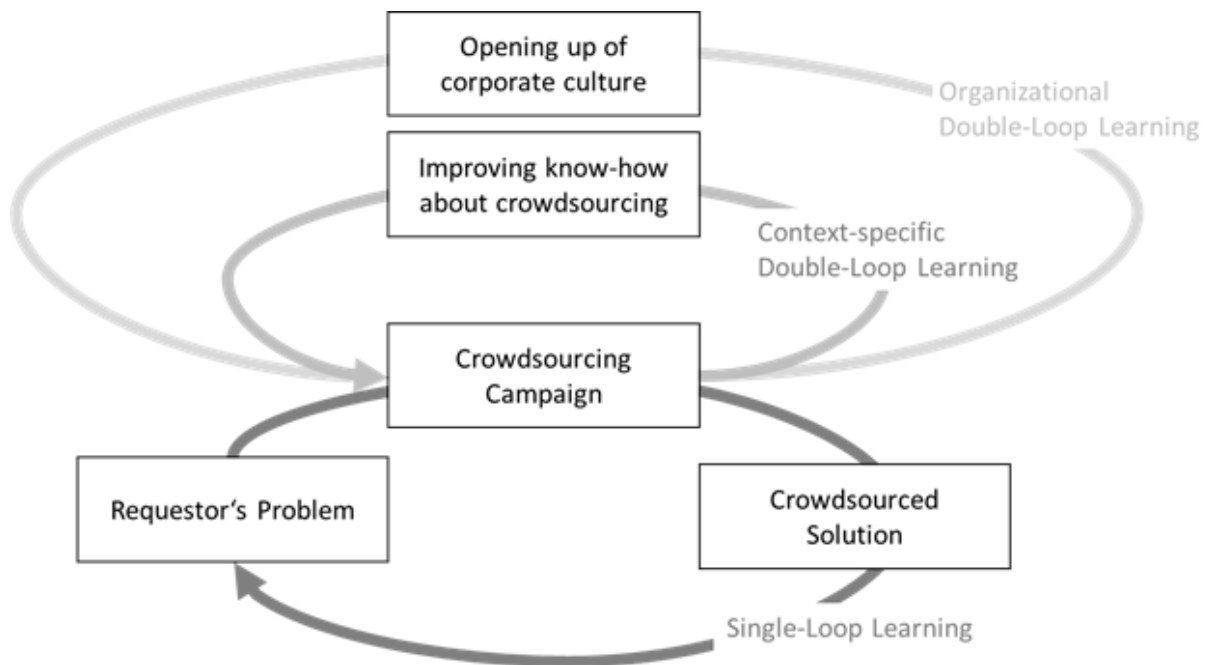 Opening up of
corporate culture
Organizational
Double-Loop Learning
Improving know-how
about crowdsourcing
Context-specific
Double-Loop Learning
Crowdsourcing
Campaign
Requestor‘s Problem
Crowdsourced
Solution
Single-Loop Learning